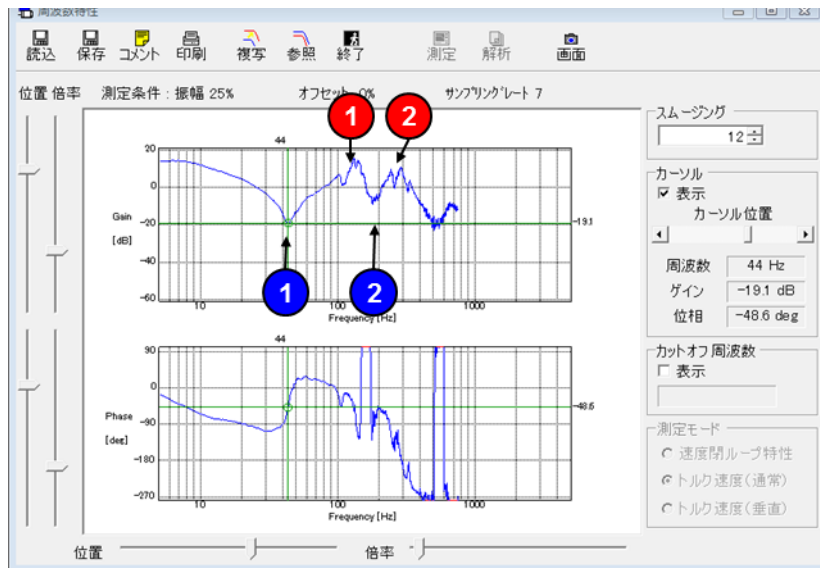 周波数特性
読込 保存 コメント 印刷 複写 参照 終了 測定 解析 画面
位置 倍率 測定条件:振幅 25% オフセット 0% サンプリングレート 7
スムージング
12
カーソル
表示
カーソル位置
周波数 44 Hz
ゲイン -19.1 dB
位相 -48.6 deg
カットオフ周波数
表示
測定モード
速度閉ループ特性
トルク速度(通常)
トルク速度(垂直)
1 2
44
20
0
Gain -20 -19.1
[dB]
-40
-60
1 2
10 100 1000
Frequency [Hz]
44
90
0
-48.6
Phase -90
[deg]
-180
-270
10 100 1000
Frequency [Hz]
位置 倍率